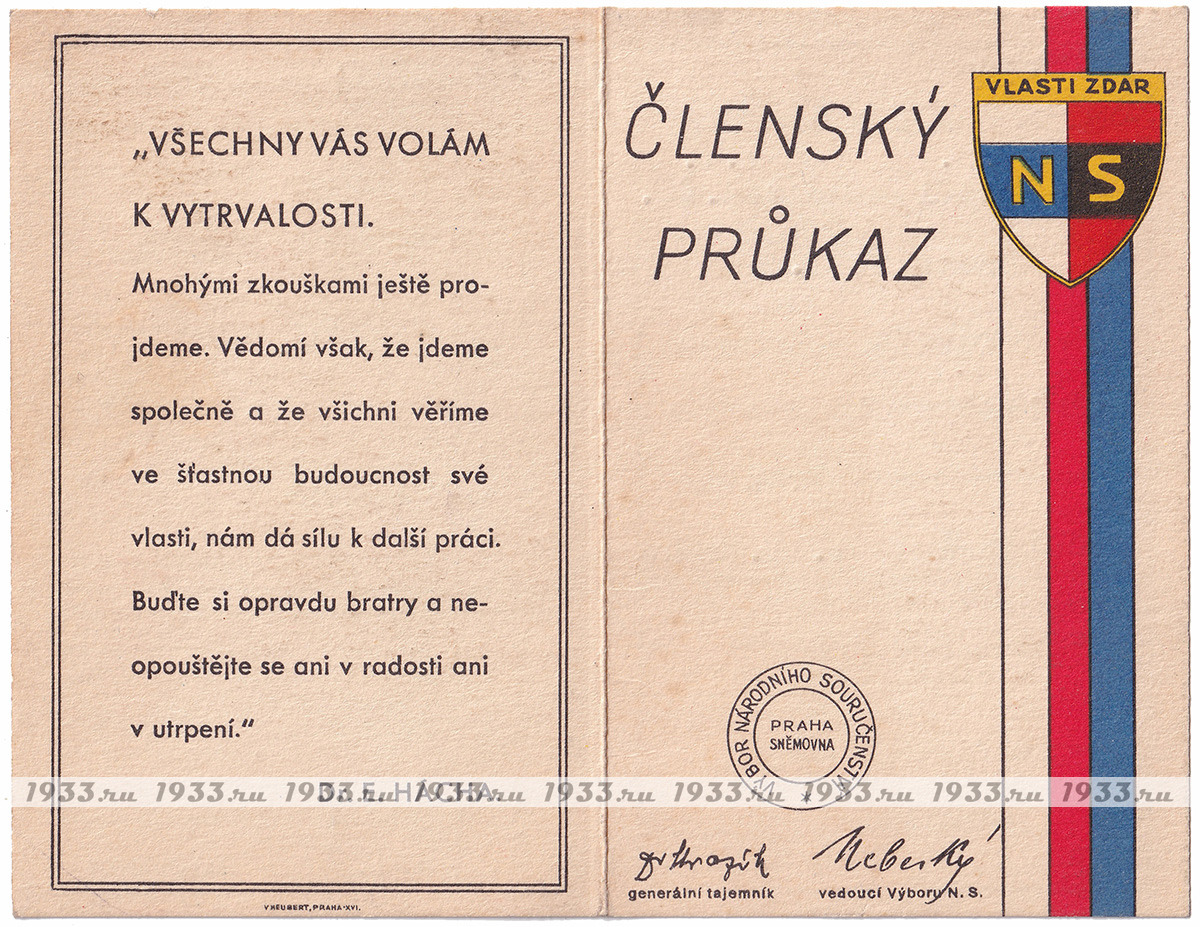 „VŠECHNY VÁS VOLÁM
K VYTRVALOSTI.
Mnohými zkouškami ještě pro-
jdeme. Vědomí však, že jdeme
společně a že všichni věříme
ve šťastnou budoucnost své
vlasti, nám dá sílu k další práci.
Buďte si opravdu bratry a ne-
opouštějte se ani v radosti ani
v utrpení.“
Dr. E. HÁCHA.
V. NEUBERT, PRAHA-XVI.
ČLENSKÝ
PRŮKAZ
VLASTI ZDAR
N S
VÝBOR NÁRODNÍHO SOURUČENSTVÍ
PRAHA
SNĚMOVNA
Nebeský
generální tajemník
vedoucí Výboru N. S.
1933.ru 1933.ru 1933.ru 1933.ru 1933.ru 1933.ru 1933.ru 1933.ru 1933.ru